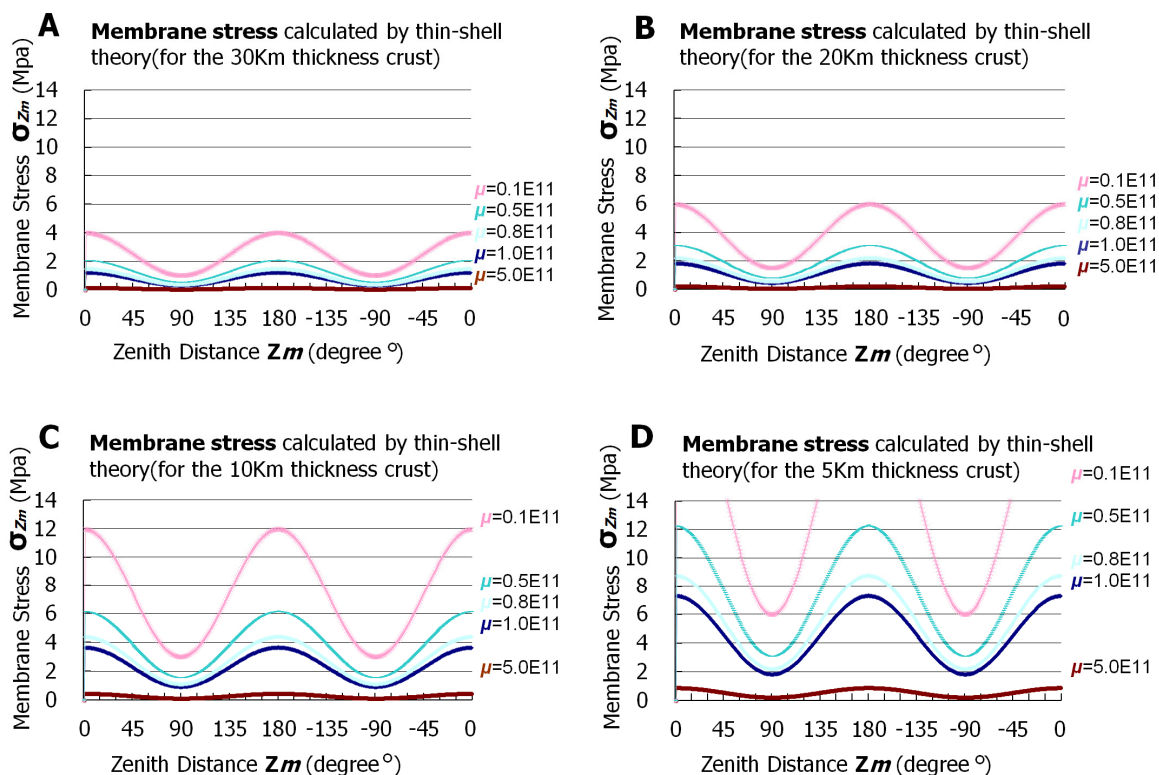 A
Membrane stress calculated by thin-shell
theory(for the 30Km thickness crust)
Membrane Stress σZm (Mpa)
14
12
10
8
6
4
2
0
μ=0.1E11
μ=0.5E11
μ=0.8E11
μ=1.0E11
μ=5.0E11
0 45 90 135 180 -135 -90 -45 0
Zenith Distance Zm (degree °)
B
Membrane stress calculated by thin-shell
theory(for the 20Km thickness crust)
Membrane Stress σZm (Mpa)
14
12
10
8
6
4
2
0
μ=0.1E11
μ=0.5E11
μ=0.8E11
μ=1.0E11
μ=5.0E11
0 45 90 135 180 -135 -90 -45 0
Zenith Distance Zm (degree °)
C
Membrane stress calculated by thin-shell
theory(for the 10Km thickness crust)
Membrane Stress σZm (Mpa)
14
12
10
8
6
4
2
0
μ=0.1E11
μ=0.5E11
μ=0.8E11
μ=1.0E11
μ=5.0E11
0 45 90 135 180 -135 -90 -45 0
Zenith Distance Zm (degree °)
D
Membrane stress calculated by thin-shell
theory(for the 5Km thickness crust)
Membrane Stress σZm (Mpa)
14
12
10
8
6
4
2
0
μ=0.1E11
μ=0.5E11
μ=0.8E11
μ=1.0E11
μ=5.0E11
0 45 90 135 180 -135 -90 -45 0
Zenith Distance Zm (degree °)